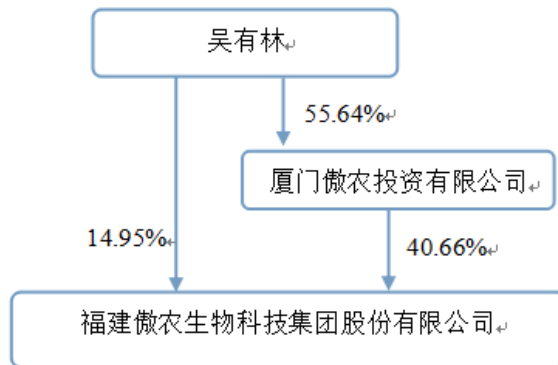 吴有林
55.64%
厦门傲农投资有限公司
14.95%
40.66%
福建傲农生物科技集团股份有限公司